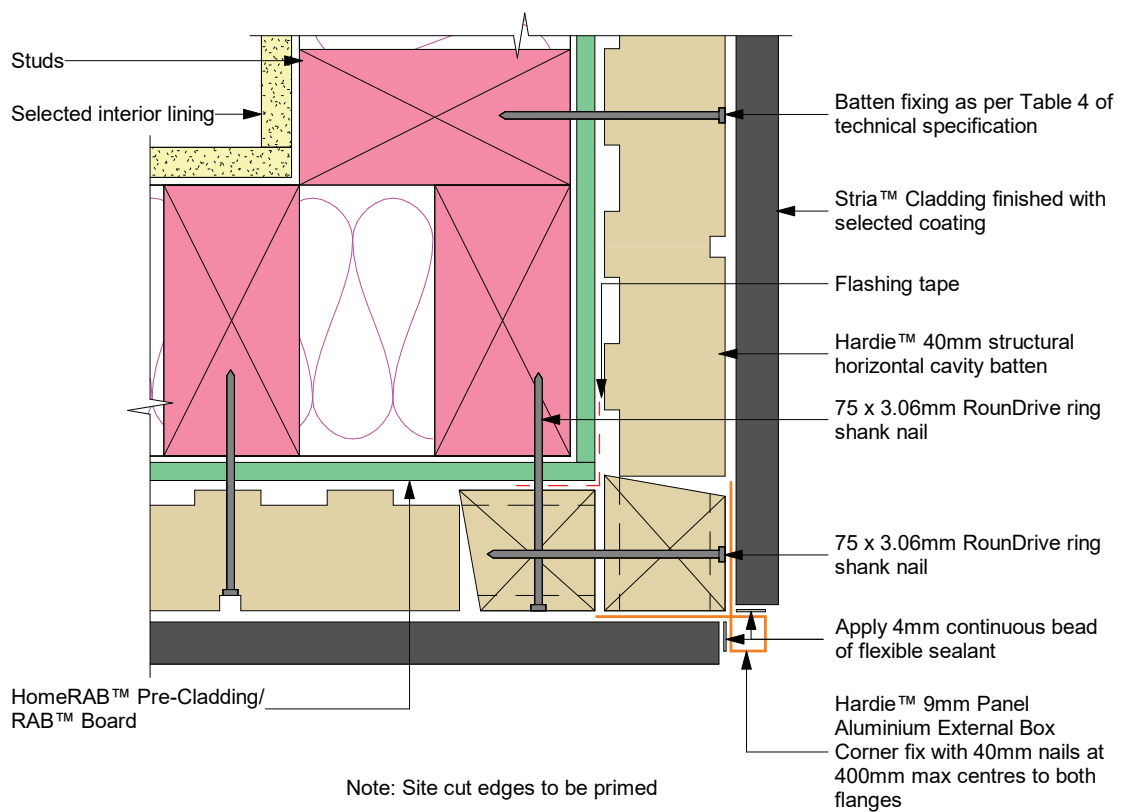 Studs
Selected interior lining
Batten fixing as per Table 4 of
technical specification
Stria™ Cladding finished with
selected coating
Flashing tape
Hardie™ 40mm structural
horizontal cavity batten
75 x 3.06mm RounDrive ring
shank nail
75 x 3.06mm RounDrive ring
shank nail
Apply 4mm continuous bead
of flexible sealant
HomeRAB™ Pre-Cladding/
RAB™ Board
Hardie™ 9mm Panel
Aluminium External Box
Corner fix with 40mm nails at
400mm max centres to both
flanges
Note: Site cut edges to be primed